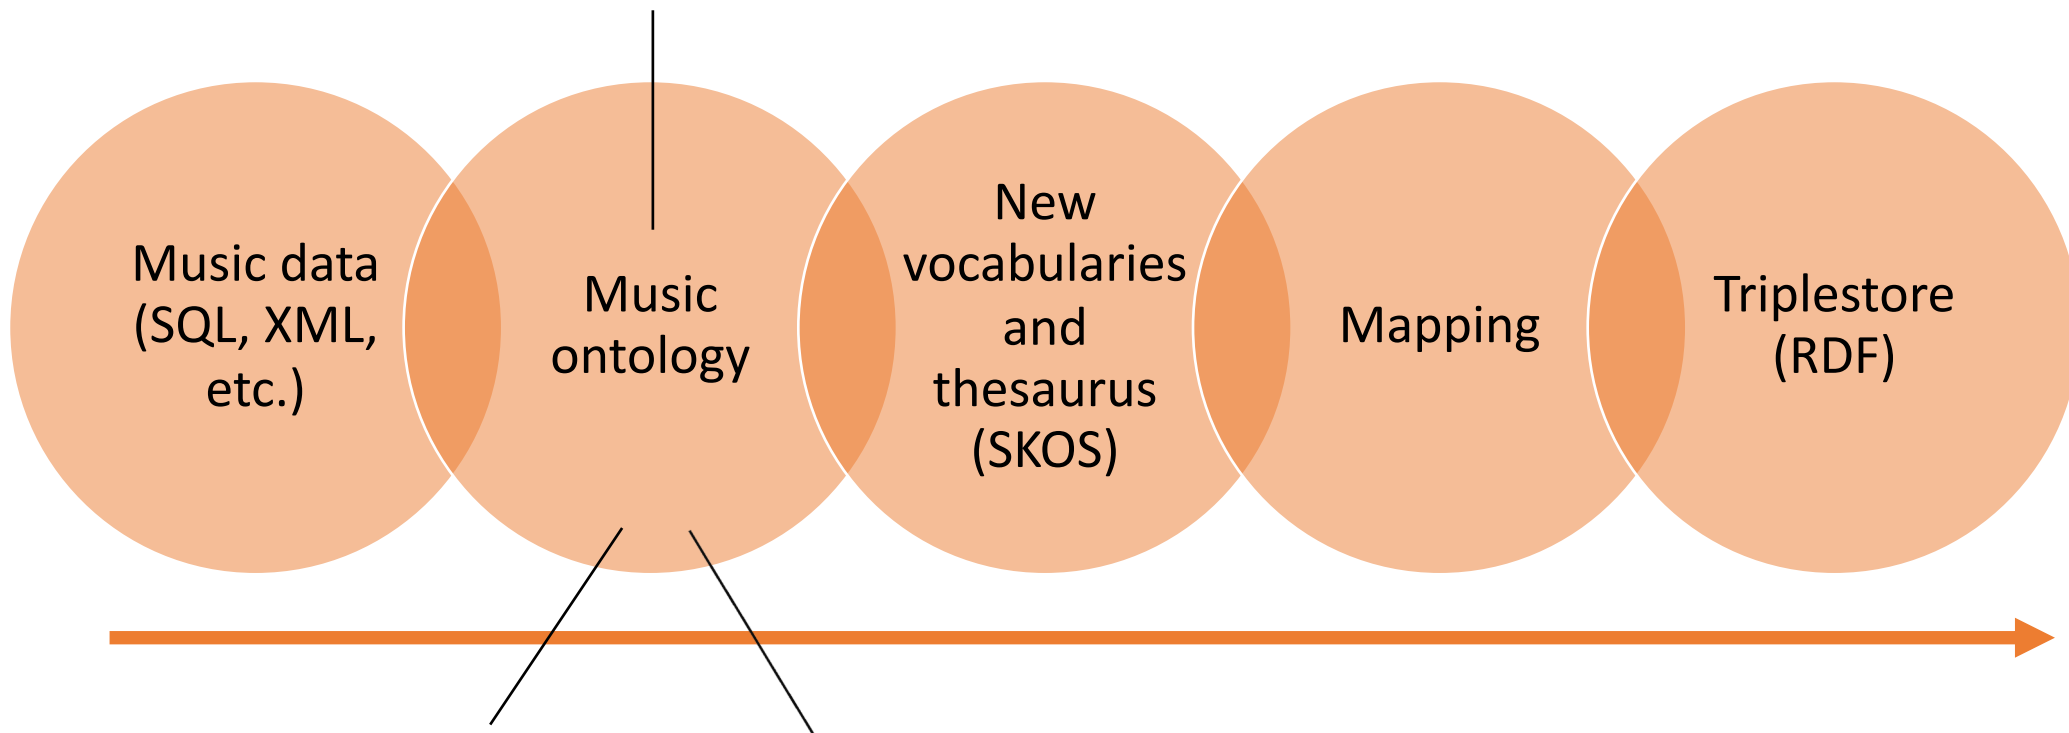 Music data
(SQL, XML,
etc.)
Music
ontology
New
vocabularies
and
thesaurus
(SKOS)
Mapping
Triplestore
(RDF)